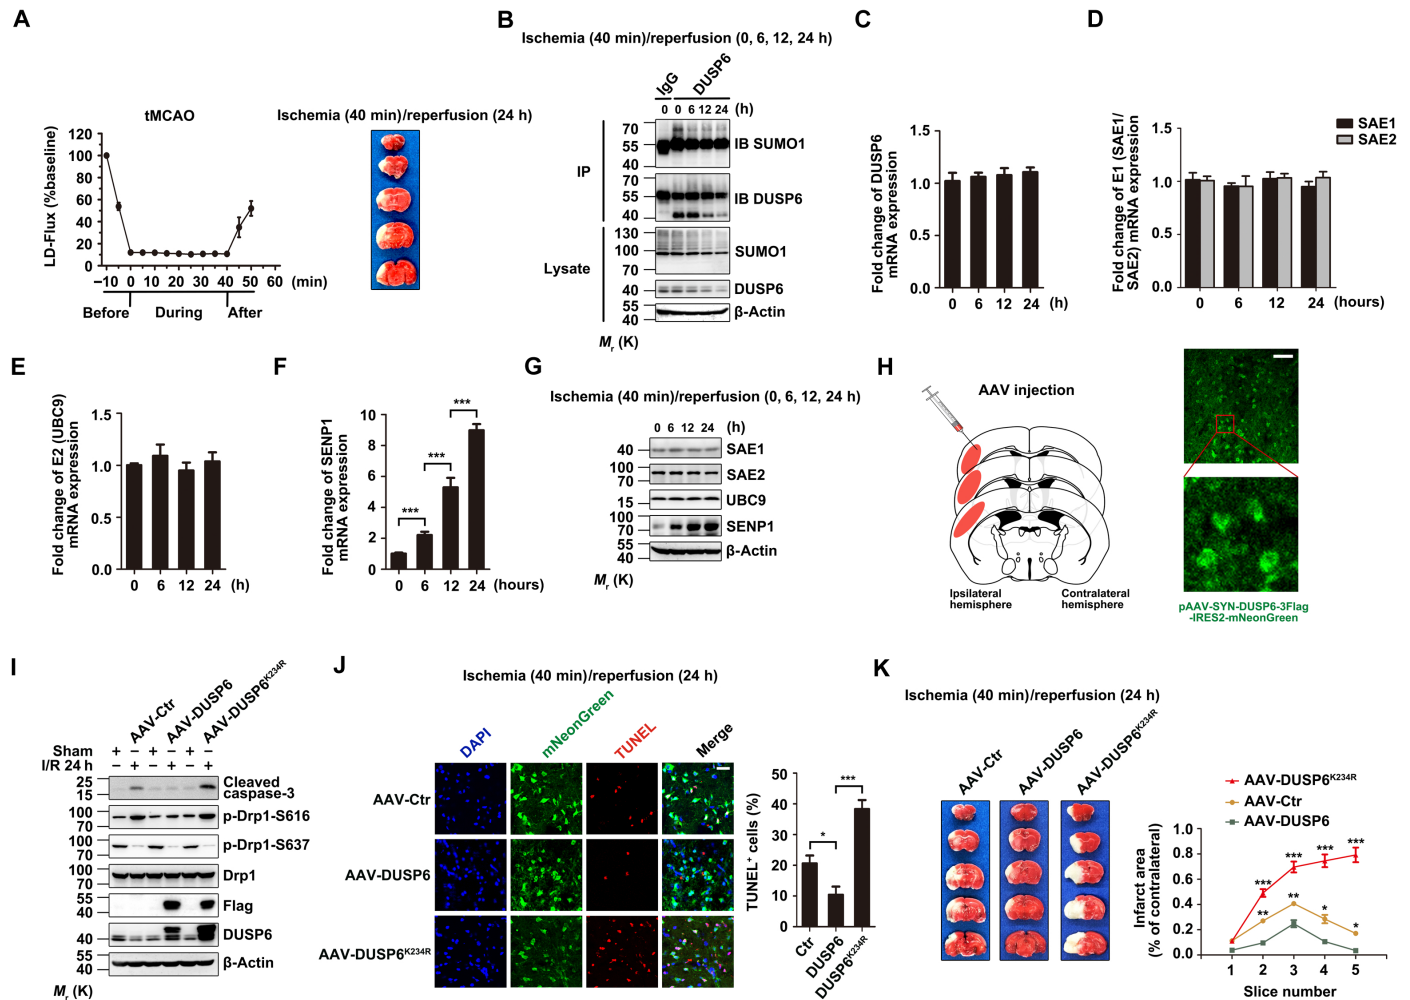 A
tMCAO
Ischemia (40 min)/reperfusion (24 h)
LD-Flux (%baseline)
120
100
80
60
40
20
0
−10 0 10 20 30 40 50 60 (min)
Before During After
B
Ischemia (40 min)/reperfusion (0, 6, 12, 24 h)
IgG DUSP6
0 0 6 12 24 (h)
IP
70
55
40
IB SUMO1
70
55
40
IB DUSP6
Lysate
130
100
70
SUMO1
40
DUSP6
55
40
β-Actin
Mr (K)
C
Fold change of DUSP6
mRNA expression
1.5
1.0
0.5
0.0
0 6 12 24 (h)
D
Fold change of E1 (SAE1/
SAE2) mRNA expression
1.5
1.0
0.5
0.0
0 6 12 24 (hours)
SAE1
SAE2
E
Fold change of E2 (UBC9)
mRNA expression
1.5
1.0
0.5
0.0
0 6 12 24 (h)
F
Fold change of SENP1
mRNA expression
10
8
6
4
2
0
*** *** ***
0 6 12 24 (hours)
G
Ischemia (40 min)/reperfusion (0, 6, 12, 24 h)
0 6 12 24 (h)
40
SAE1
100
70
SAE2
15
UBC9
100
70
SENP1
55
40
β-Actin
Mr (K)
H
AAV injection
Ipsilateral
hemisphere
Contralateral
hemisphere
pAAV-SYN-DUSP6-3Flag
-IRES2-mNeonGreen
I
AAV-Ctr AAV-DUSP6 AAV-DUSP6K234R
Sham + − + − + −
I/R 24 h − + − + − +
25
15
Cleaved
caspase-3
100
70
p-Drp1-S616
100
70
p-Drp1-S637
100
70
Drp1
55
40
Flag
40
DUSP6
55
40
β-Actin
Mr (K)
J
Ischemia (40 min)/reperfusion (24 h)
DAPI mNeonGreen TUNEL Merge
AAV-Ctr
AAV-DUSP6
AAV-DUSP6K234R
TUNEL+ cells (%)
50
40
30
20
10
0
* ***
Ctr DUSP6 DUSP6K234R
K
Ischemia (40 min)/reperfusion (24 h)
AAV-Ctr AAV-DUSP6 AAV-DUSP6K234R
AAV-DUSP6K234R
AAV-Ctr
AAV-DUSP6
Infarct area
(% of contralateral)
1.0
0.8
0.6
0.4
0.2
0.0
*** *** *** ***
** ** * *
1 2 3 4 5
Slice number